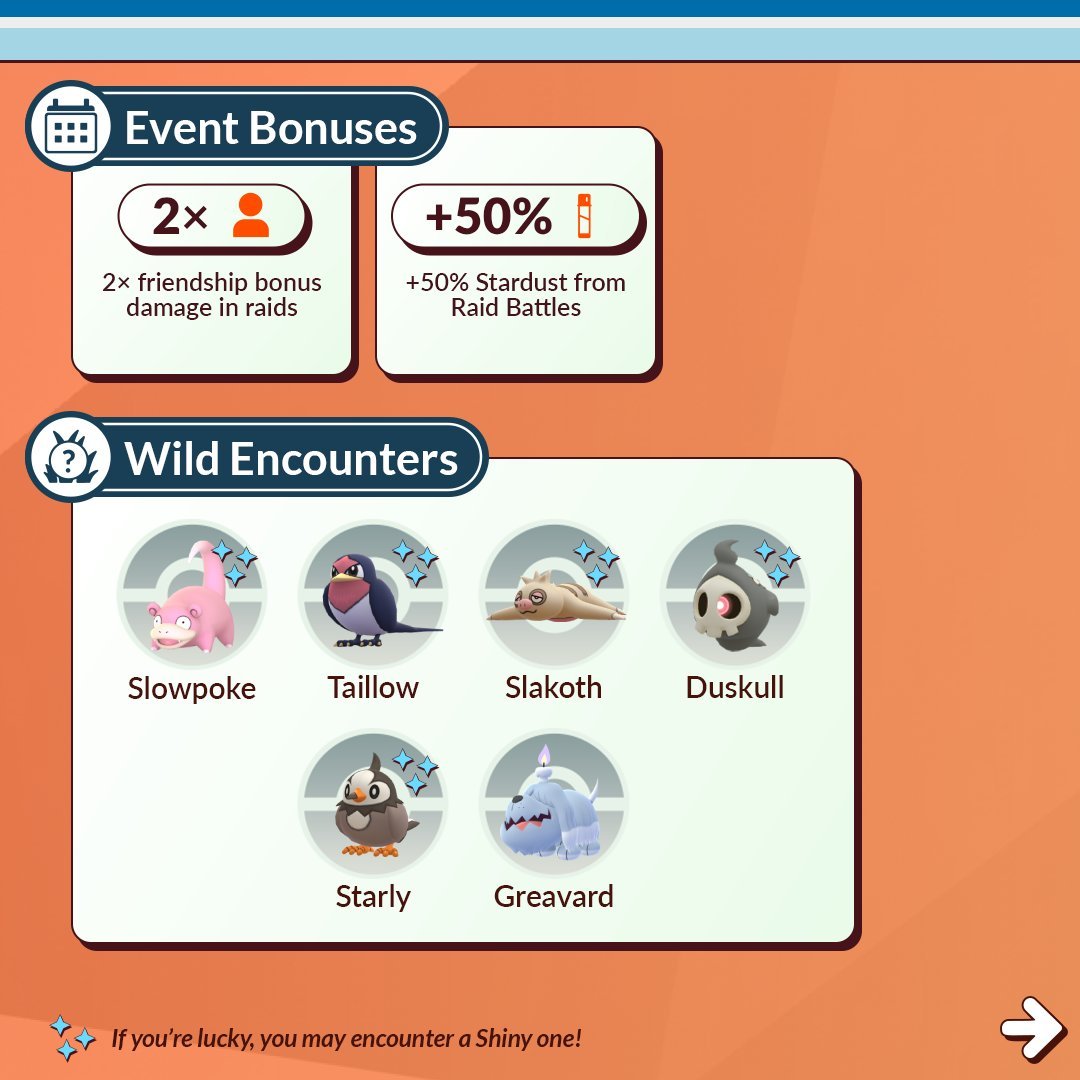 Event Bonuses
2×
+50%
2× friendship bonus
damage in raids
+50% Stardust from
Raid Battles
Wild Encounters
?
Slowpoke
Taillow
Slakoth
Duskull
Starly
Greavard
If you're lucky, you may encounter a Shiny one!